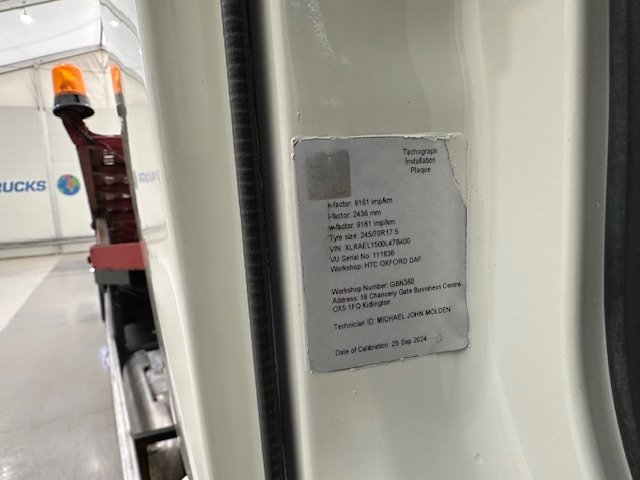 RUCKS
Tachograph
Installation
Plaque
k-factor: 9161 imp/km
l-factor: 2436 mm
w-factor: 9161 imp/km
Tyre size: 245/70R17.5
VIN: XLRAEL1500L476400
VU Serial No: 111838
Workshop: HTC OXFORD DAF
Workshop Number: GBN360
Address: 16 Chancery Gate Bussiness Centre
OX5 1FQ Kidlington
Technician ID: MICHAEL JOHN MOLDEN
Date of Calibration: 25 Sep 2024